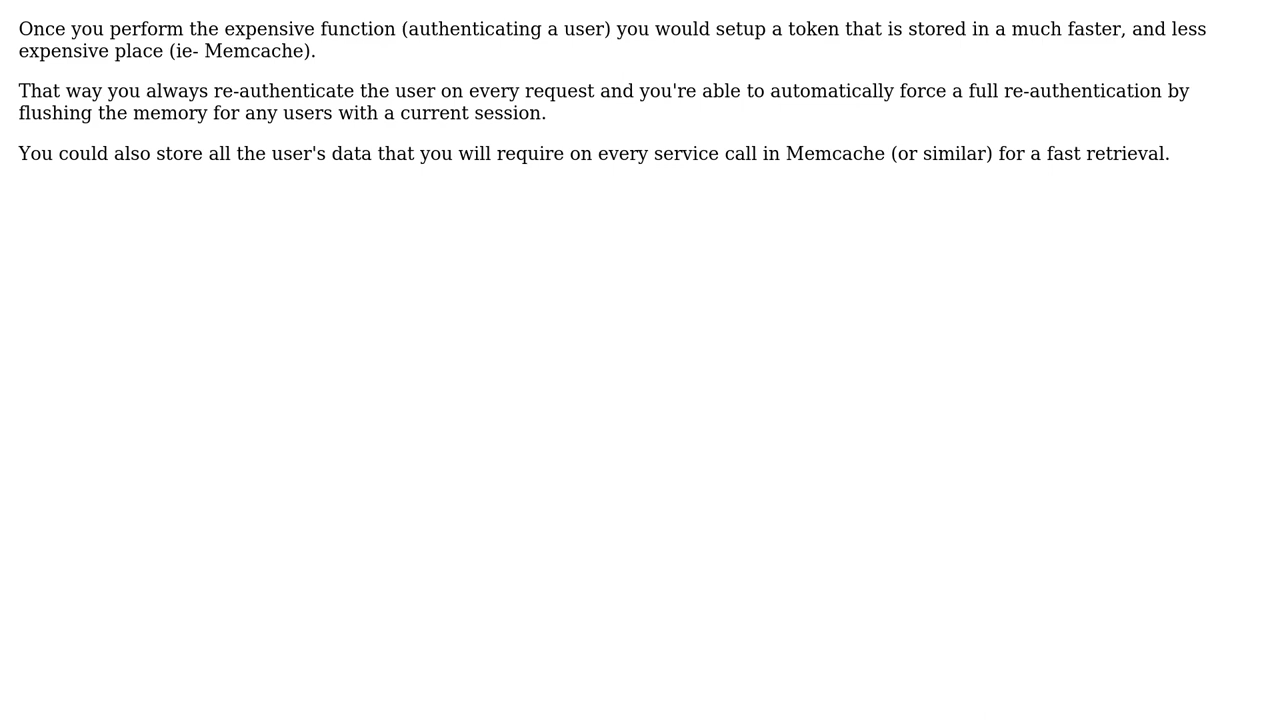 Once you perform the expensive function (authenticating a user) you would setup a token that is stored in a much faster, and less
expensive place (ie- Memcache).
That way you always re-authenticate the user on every request and you're able to automatically force a full re-authentication by
flushing the memory for any users with a current session.
You could also store all the user's data that you will require on every service call in Memcache (or similar) for a fast retrieval.